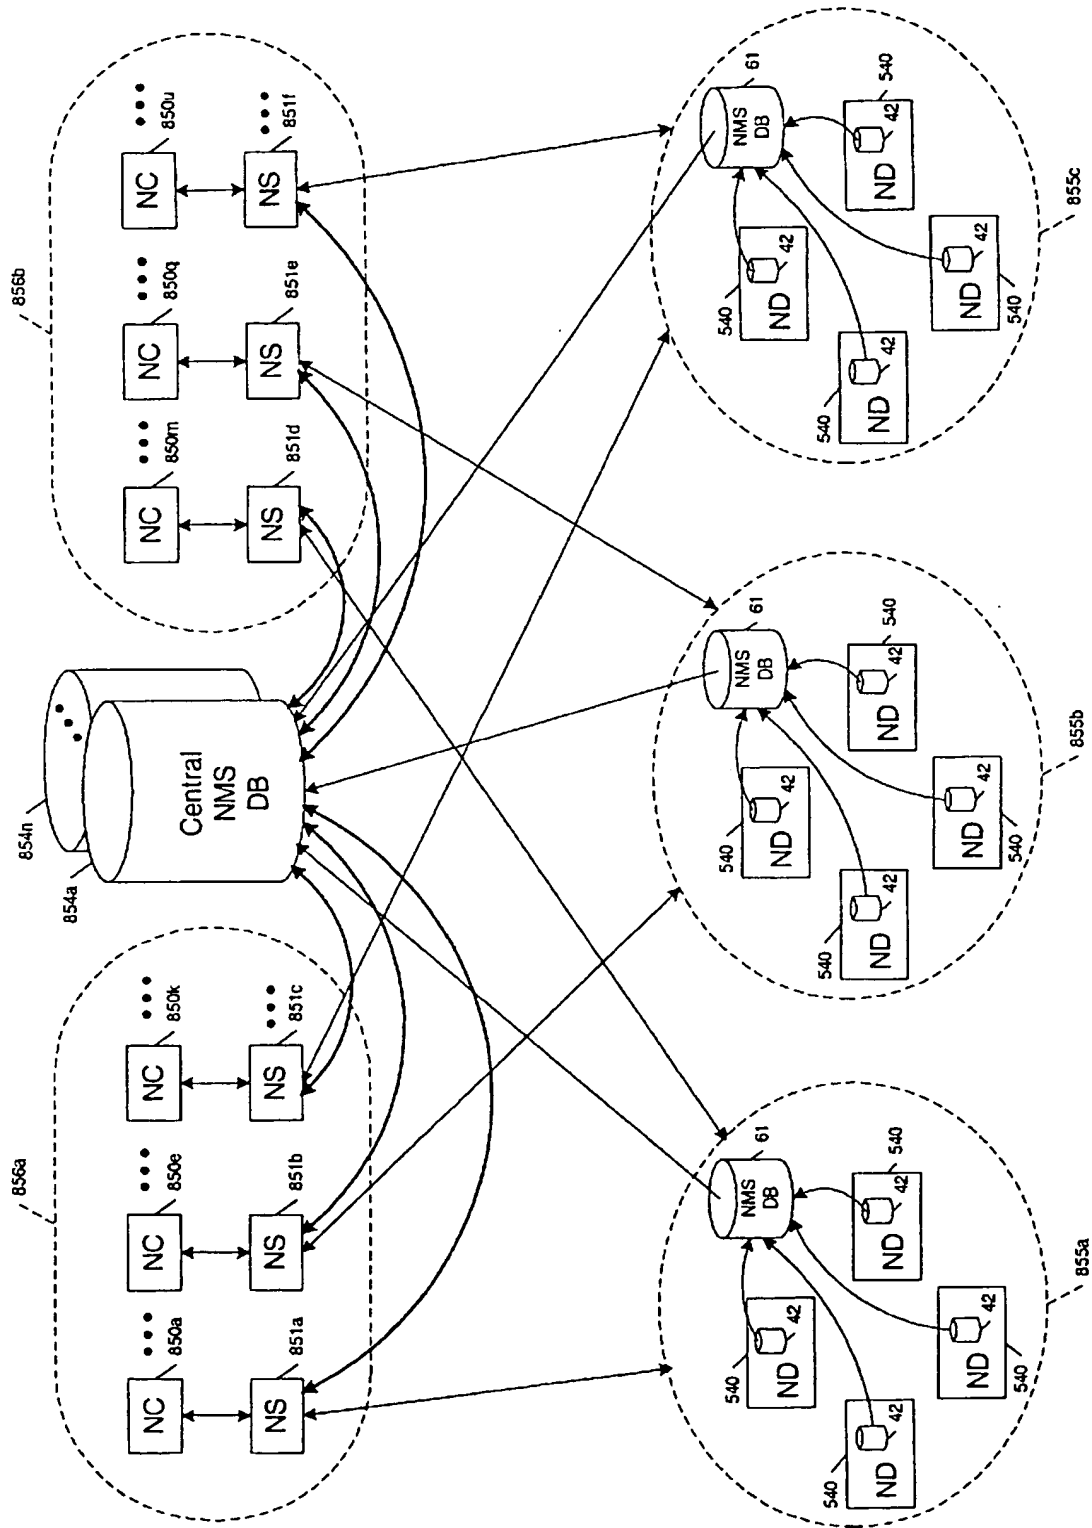 856a
NC
850a
NC
850e
NC
850k
NS
851a
NS
851b
NS
851c
854n
854a
Central
NMS
DB
856b
NC
850m
NC
850q
NC
850u
NS
851d
NS
851e
NS
851f
61
NMS
DB
540
ND
42
540
ND
42
540
ND
42
540
ND
42
855a
61
NMS
DB
540
ND
42
540
ND
42
540
ND
42
540
ND
42
855b
61
NMS
DB
540
ND
42
540
ND
42
540
ND
42
540
ND
42
855c